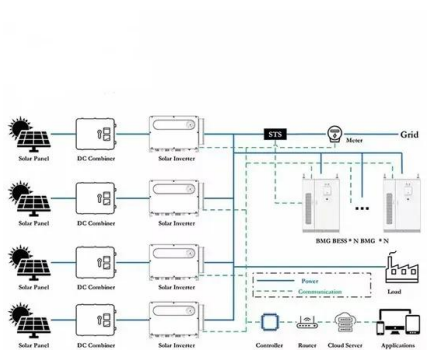 STS
Meter
Grid
Solar Panel
DC Combiner
Solar Inverter
Solar Panel
DC Combiner
Solar Inverter
BMG BESS * N BMG * N
Solar Panel
DC Combiner
Solar Inverter
Power
Communication
Load
Solar Panel
DC Combiner
Solar Inverter
Controller
Router
Cloud Server
Applications